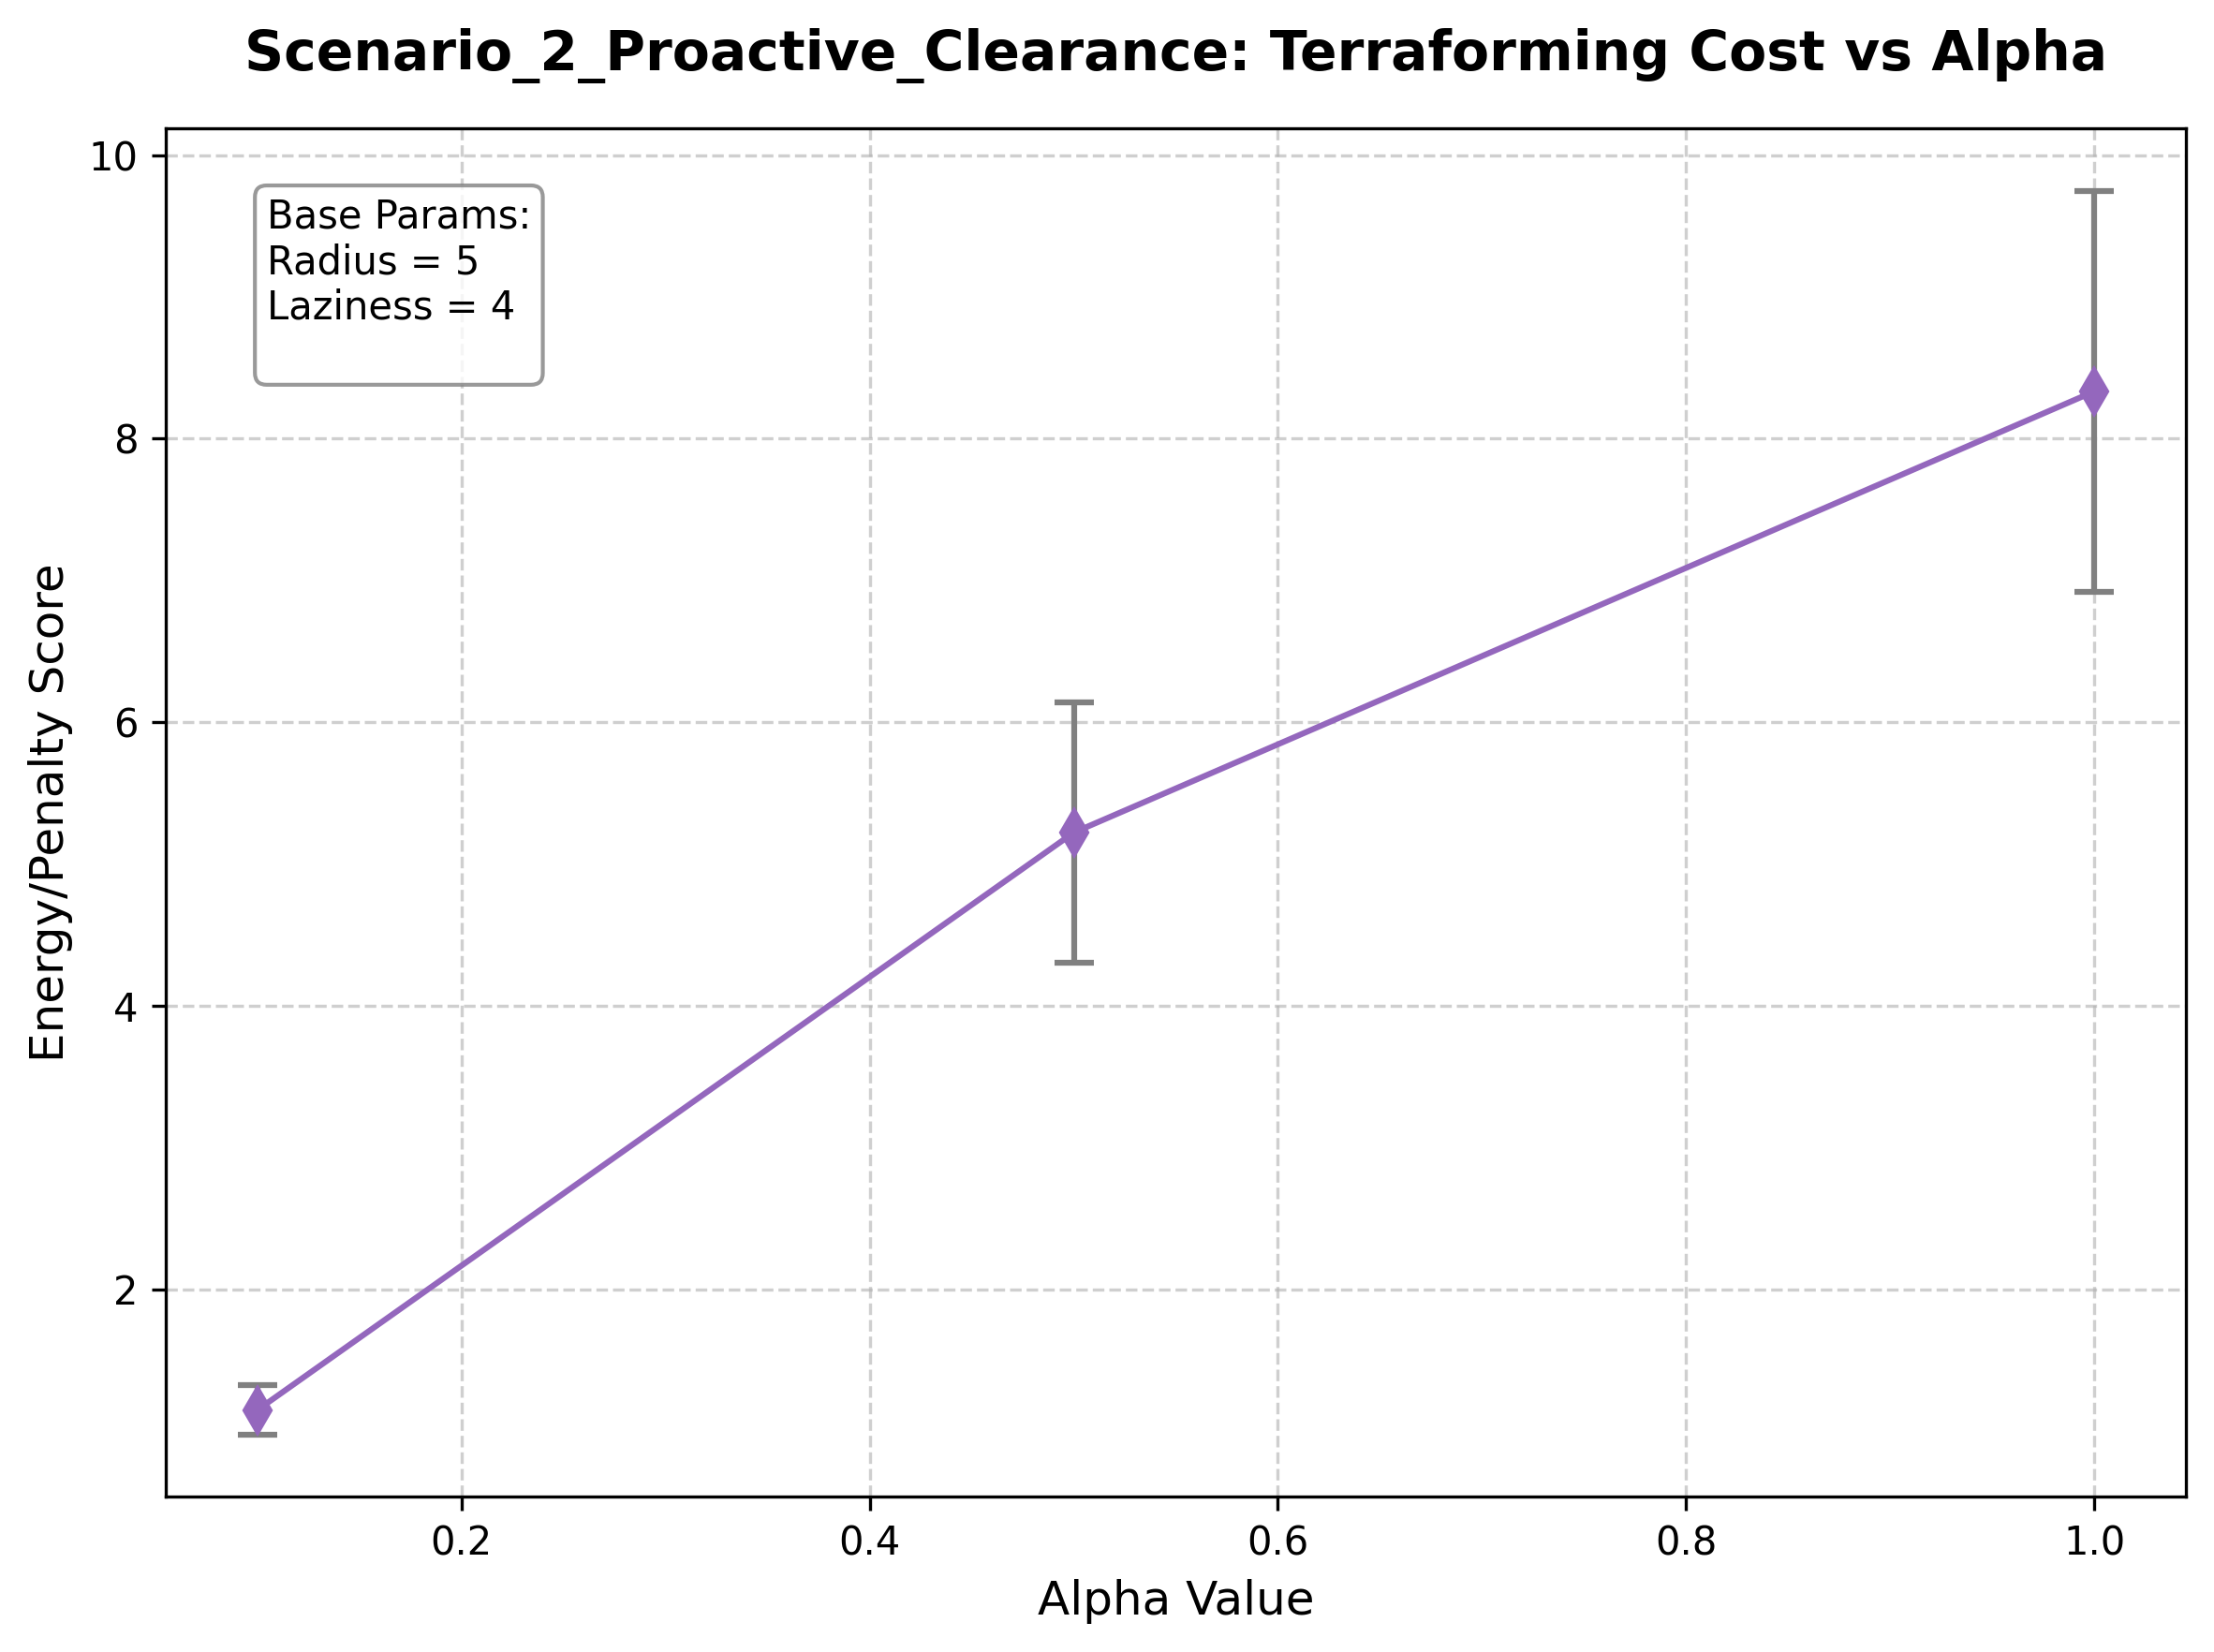 Scenario_2_Proactive_Clearance: Terraforming Cost vs Alpha
Base Params:
Radius = 5
Laziness = 4
Energy/Penalty Score
10
8
6
4
2
0.2
0.4
0.6
0.8
1.0
Alpha Value